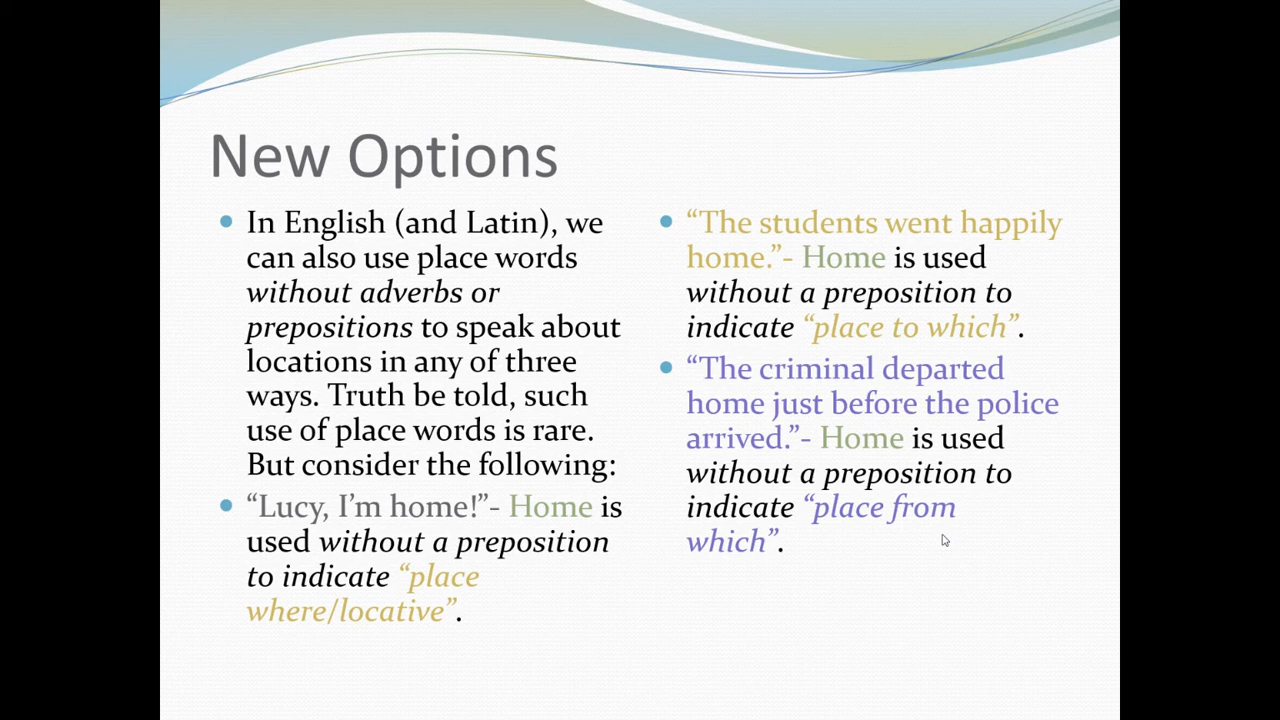 New Options
• In English (and Latin), we
can also use place words
without adverbs or
prepositions to speak about
locations in any of three
ways. Truth be told, such
use of place words is rare.
But consider the following:
• “Lucy, I’m home!”- Home is
used without a preposition
to indicate “place
where/locative”.
• “The students went happily
home.”- Home is used
without a preposition to
indicate “place to which”.
• “The criminal departed
home just before the police
arrived.”- Home is used
without a preposition to
indicate “place from
which”.